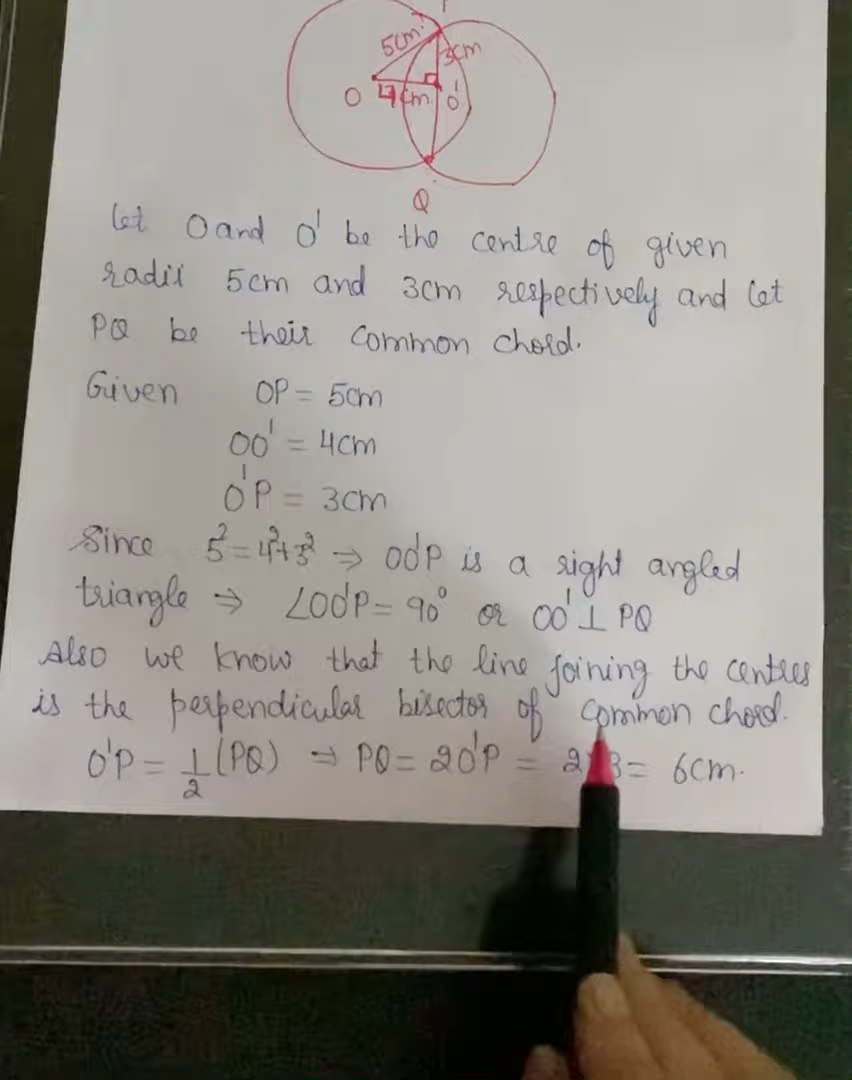 5cm
3cm
O 4cm O'
Q
Let O and O' be the centre of given
radii 5cm and 3cm respectively and let
PQ be their common chord.
Given OP = 5cm
OO' = 4cm
O'P = 3cm
Since 5² = 4²+3² ⇒ OO'P is a right angled
triangle ⇒ ∠OO'P = 90° or OO' ⊥ PQ
Also we know that the line joining the centres
is the perpendicular bisector of common chord.
O'P = 1/2 (PQ) ⇒ PQ = 2O'P = 2 3 = 6cm.